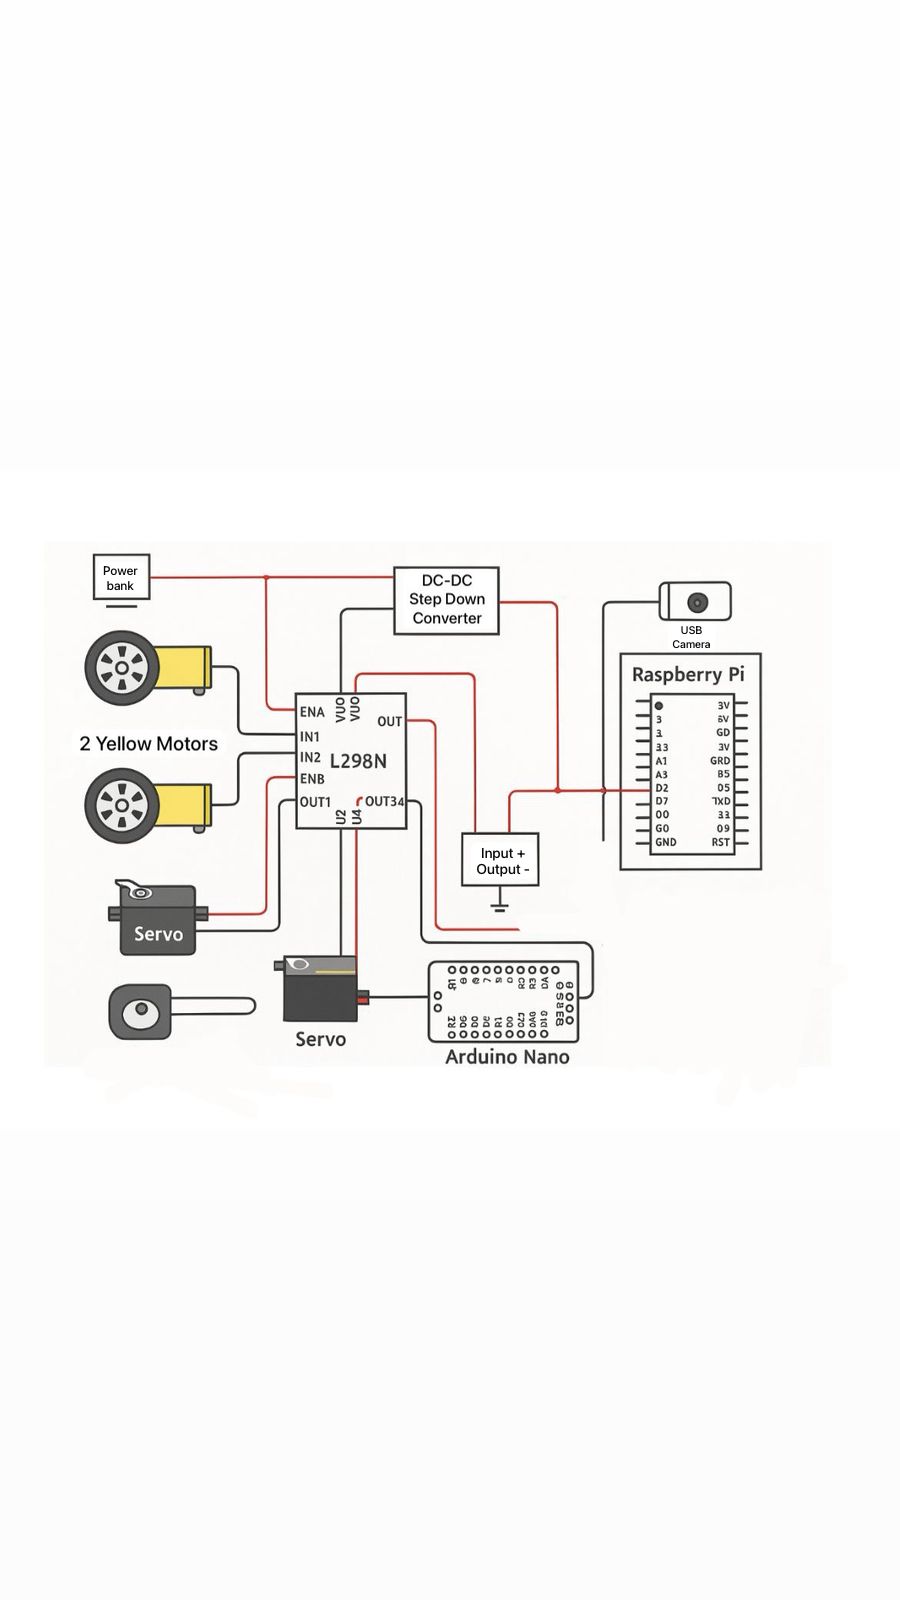 Power
bank
DC-DC
Step Down
Converter
USB
Camera
Raspberry Pi
2 Yellow Motors
ENA
VUO
VUO
OUT
IN1
IN2
L298N
ENB
OUT1
OUT34
U2
U4
3
3
33
A1
A3
D2
D7
O0
G0
GND
3V
6V
GD
3V
GRD
B5
D5
TXD
33
09
RST
Input +
Output -
Servo
Servo
Arduino Nano